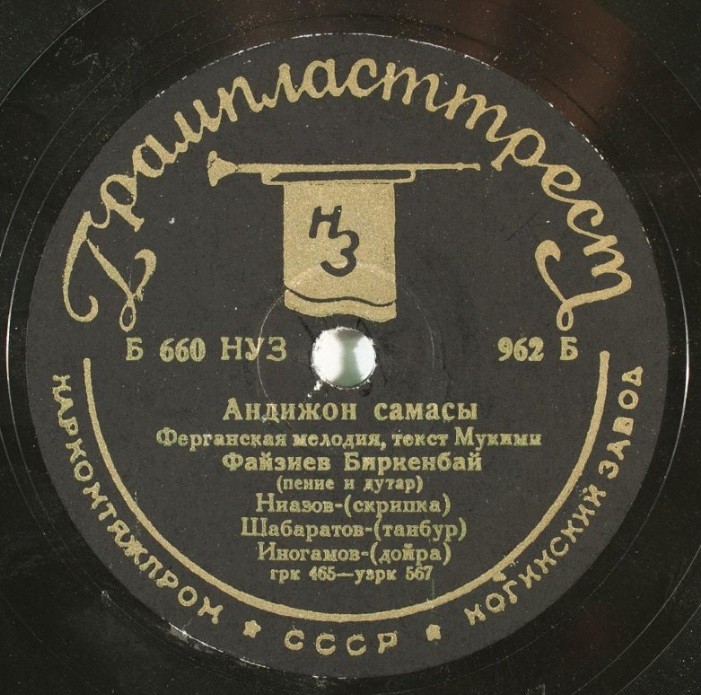 Грампласттрест
НЗ
Б 660 НУЗ 962 Б
Андижон самасы
Ферганская мелодия, текст Мукими
Файзиев Биркенбай
(пение и дутар)
Ниазов-(скрипка)
Шабаратов-(танбур)
Иногамов-(дойра)
грк 465—узрк 567
НАРКОМТЯЖПРОМ ★ СССР ★ НОГИНСКИЙ ЗАВОД